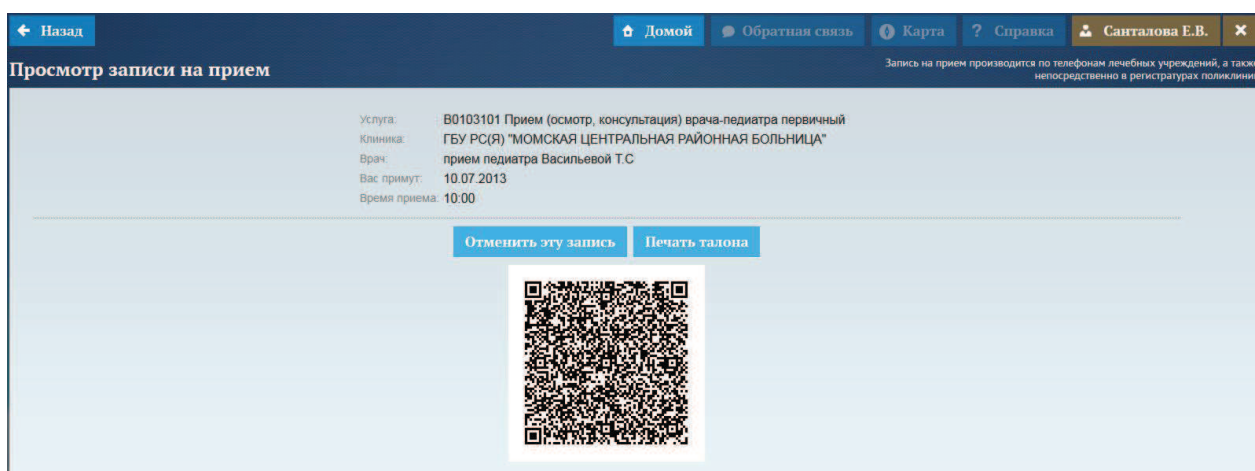 Назад
Домой
Обратная связь
Карта
Справка
Санталова Е.В.
Просмотр записи на прием
Запись на прием производится по телефонам лечебных учреждений, а такж
непосредственно в регистратурах поликлини
Услуга: B0103101 Прием (осмотр, консультация) врача-педиатра первичный
Клиника: ГБУ РС(Я) "МОМСКАЯ ЦЕНТРАЛЬНАЯ РАЙОННАЯ БОЛЬНИЦА"
Врач: прием педиатра Васильевой Т.С
Вас примут: 10.07.2013
Время приема: 10:00
Отменить эту запись
Печать талона